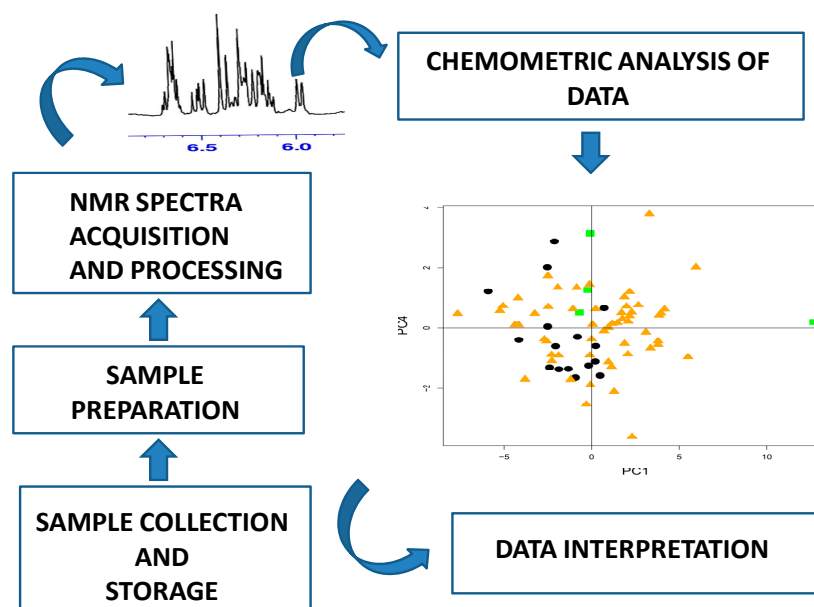 6.5 6.0
CHEMOMETRIC ANALYSIS OF
DATA
NMR SPECTRA
ACQUISITION
AND PROCESSING
SAMPLE
PREPARATION
SAMPLE COLLECTION
AND
STORAGE
4
2
0
-2
PC4
-5 0 5 10
PC1
DATA INTERPRETATION